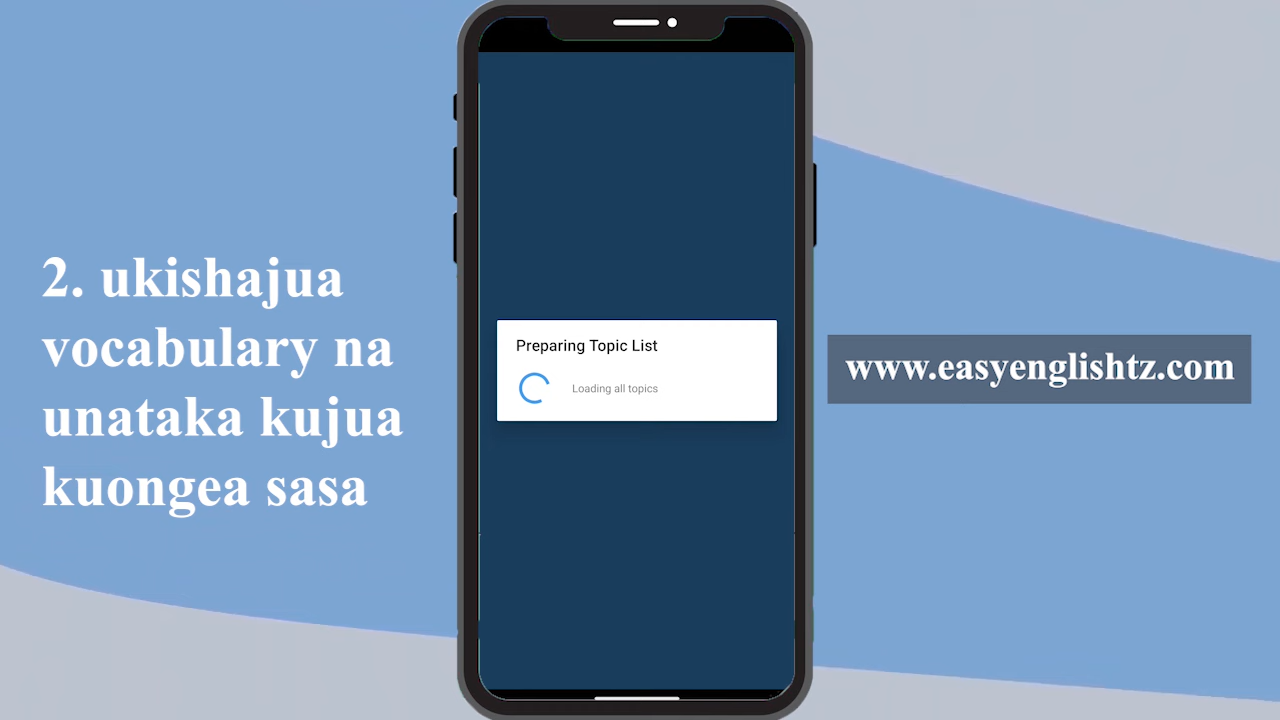 2. ukishajua
vocabulary na
unataka kujua
kuongea sasa
Preparing Topic List
Loading all topics
www.easyenglishtz.com